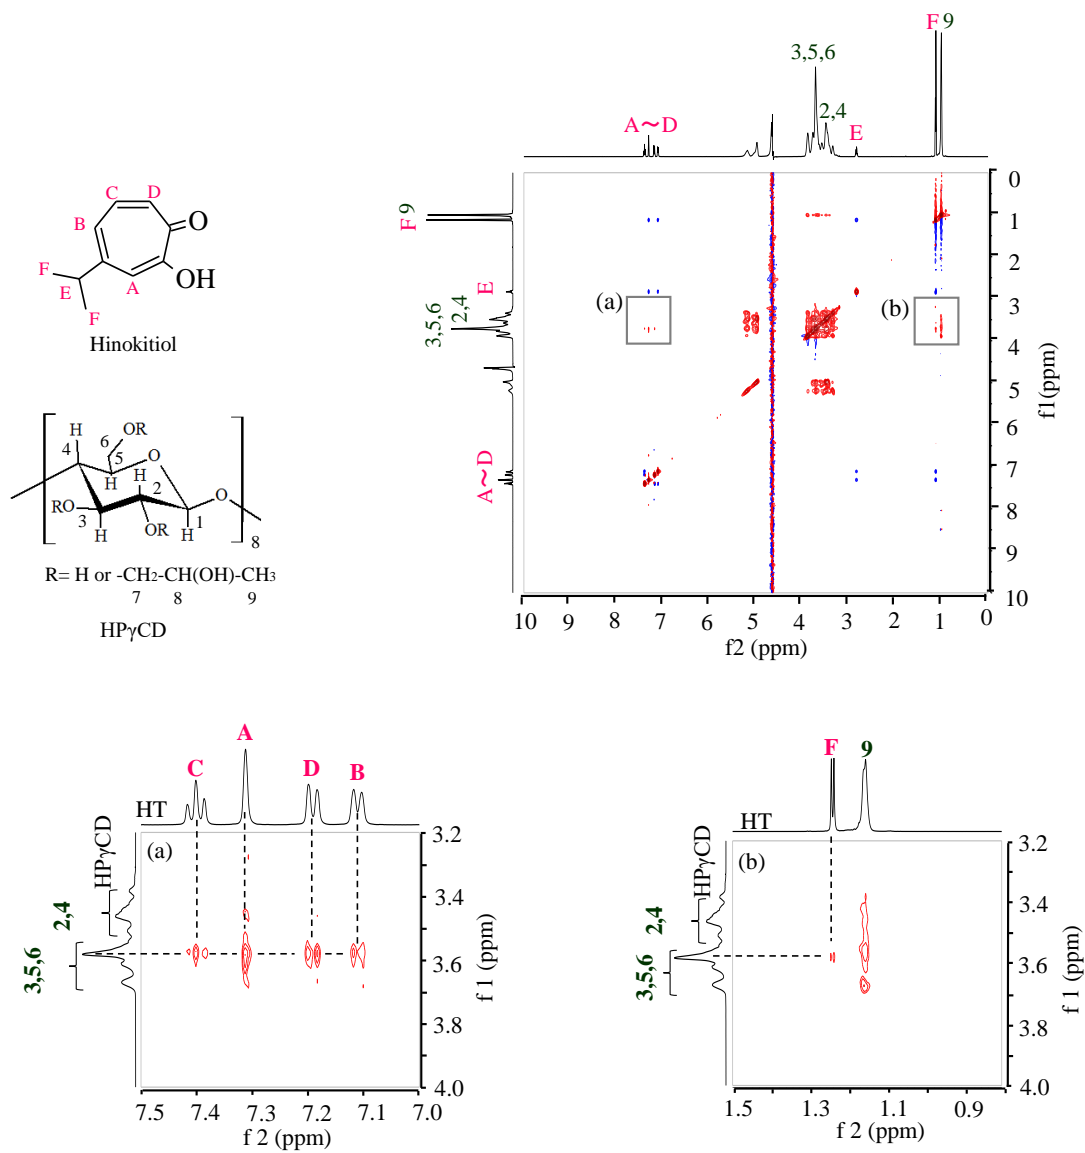 F 9
3,5,6
2,4
A~D
E
0
1
2
3
4
5
6
7
8
9
10
f1(ppm)
F 9
E
2,4
3,5,6
A~D
(a)
(b)
10 9 8 7 6 5 4 3 2 1 0
f2 (ppm)
C D
B
O
A
OH
F
E
F
Hinokitiol
H
4
6
OR
5
O
H
H
2
RO
3
H
OR
H
1
O
8
R= H or -CH2-CH(OH)-CH3
7 8 9
HPγCD
C A D B
HT
(a)
HPγCD
2,4
3,5,6
3.2
3.4
3.6
3.8
4.0
f 1 (ppm)
7.5 7.4 7.3 7.2 7.1 7.0
f 2 (ppm)
F 9
HT
(b)
HPγCD
2,4
3,5,6
3.2
3.4
3.6
3.8
4.0
f 1 (ppm)
1.5 1.3 1.1 0.9
f 2 (ppm)